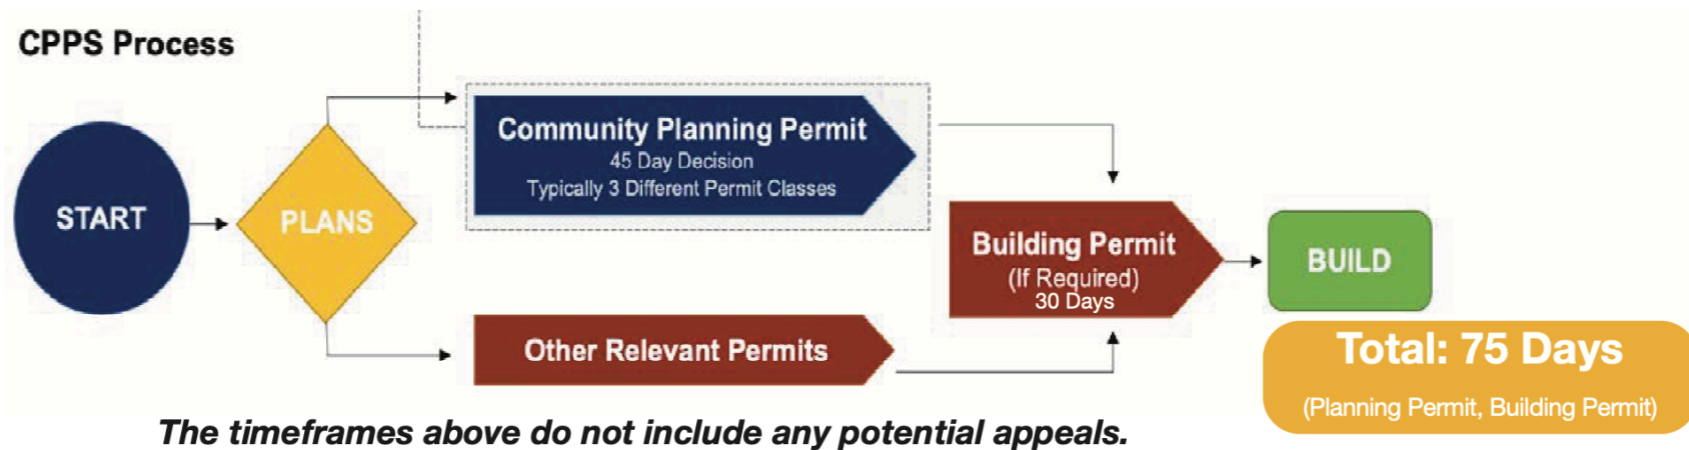 CPPS Process
START
PLANS
Community Planning Permit
45 Day Decision
Typically 3 Different Permit Classes
Other Relevant Permits
Building Permit
(If Required)
30 Days
BUILD
Total: 75 Days
(Planning Permit, Building Permit)
The timeframes above do not include any potential appeals.